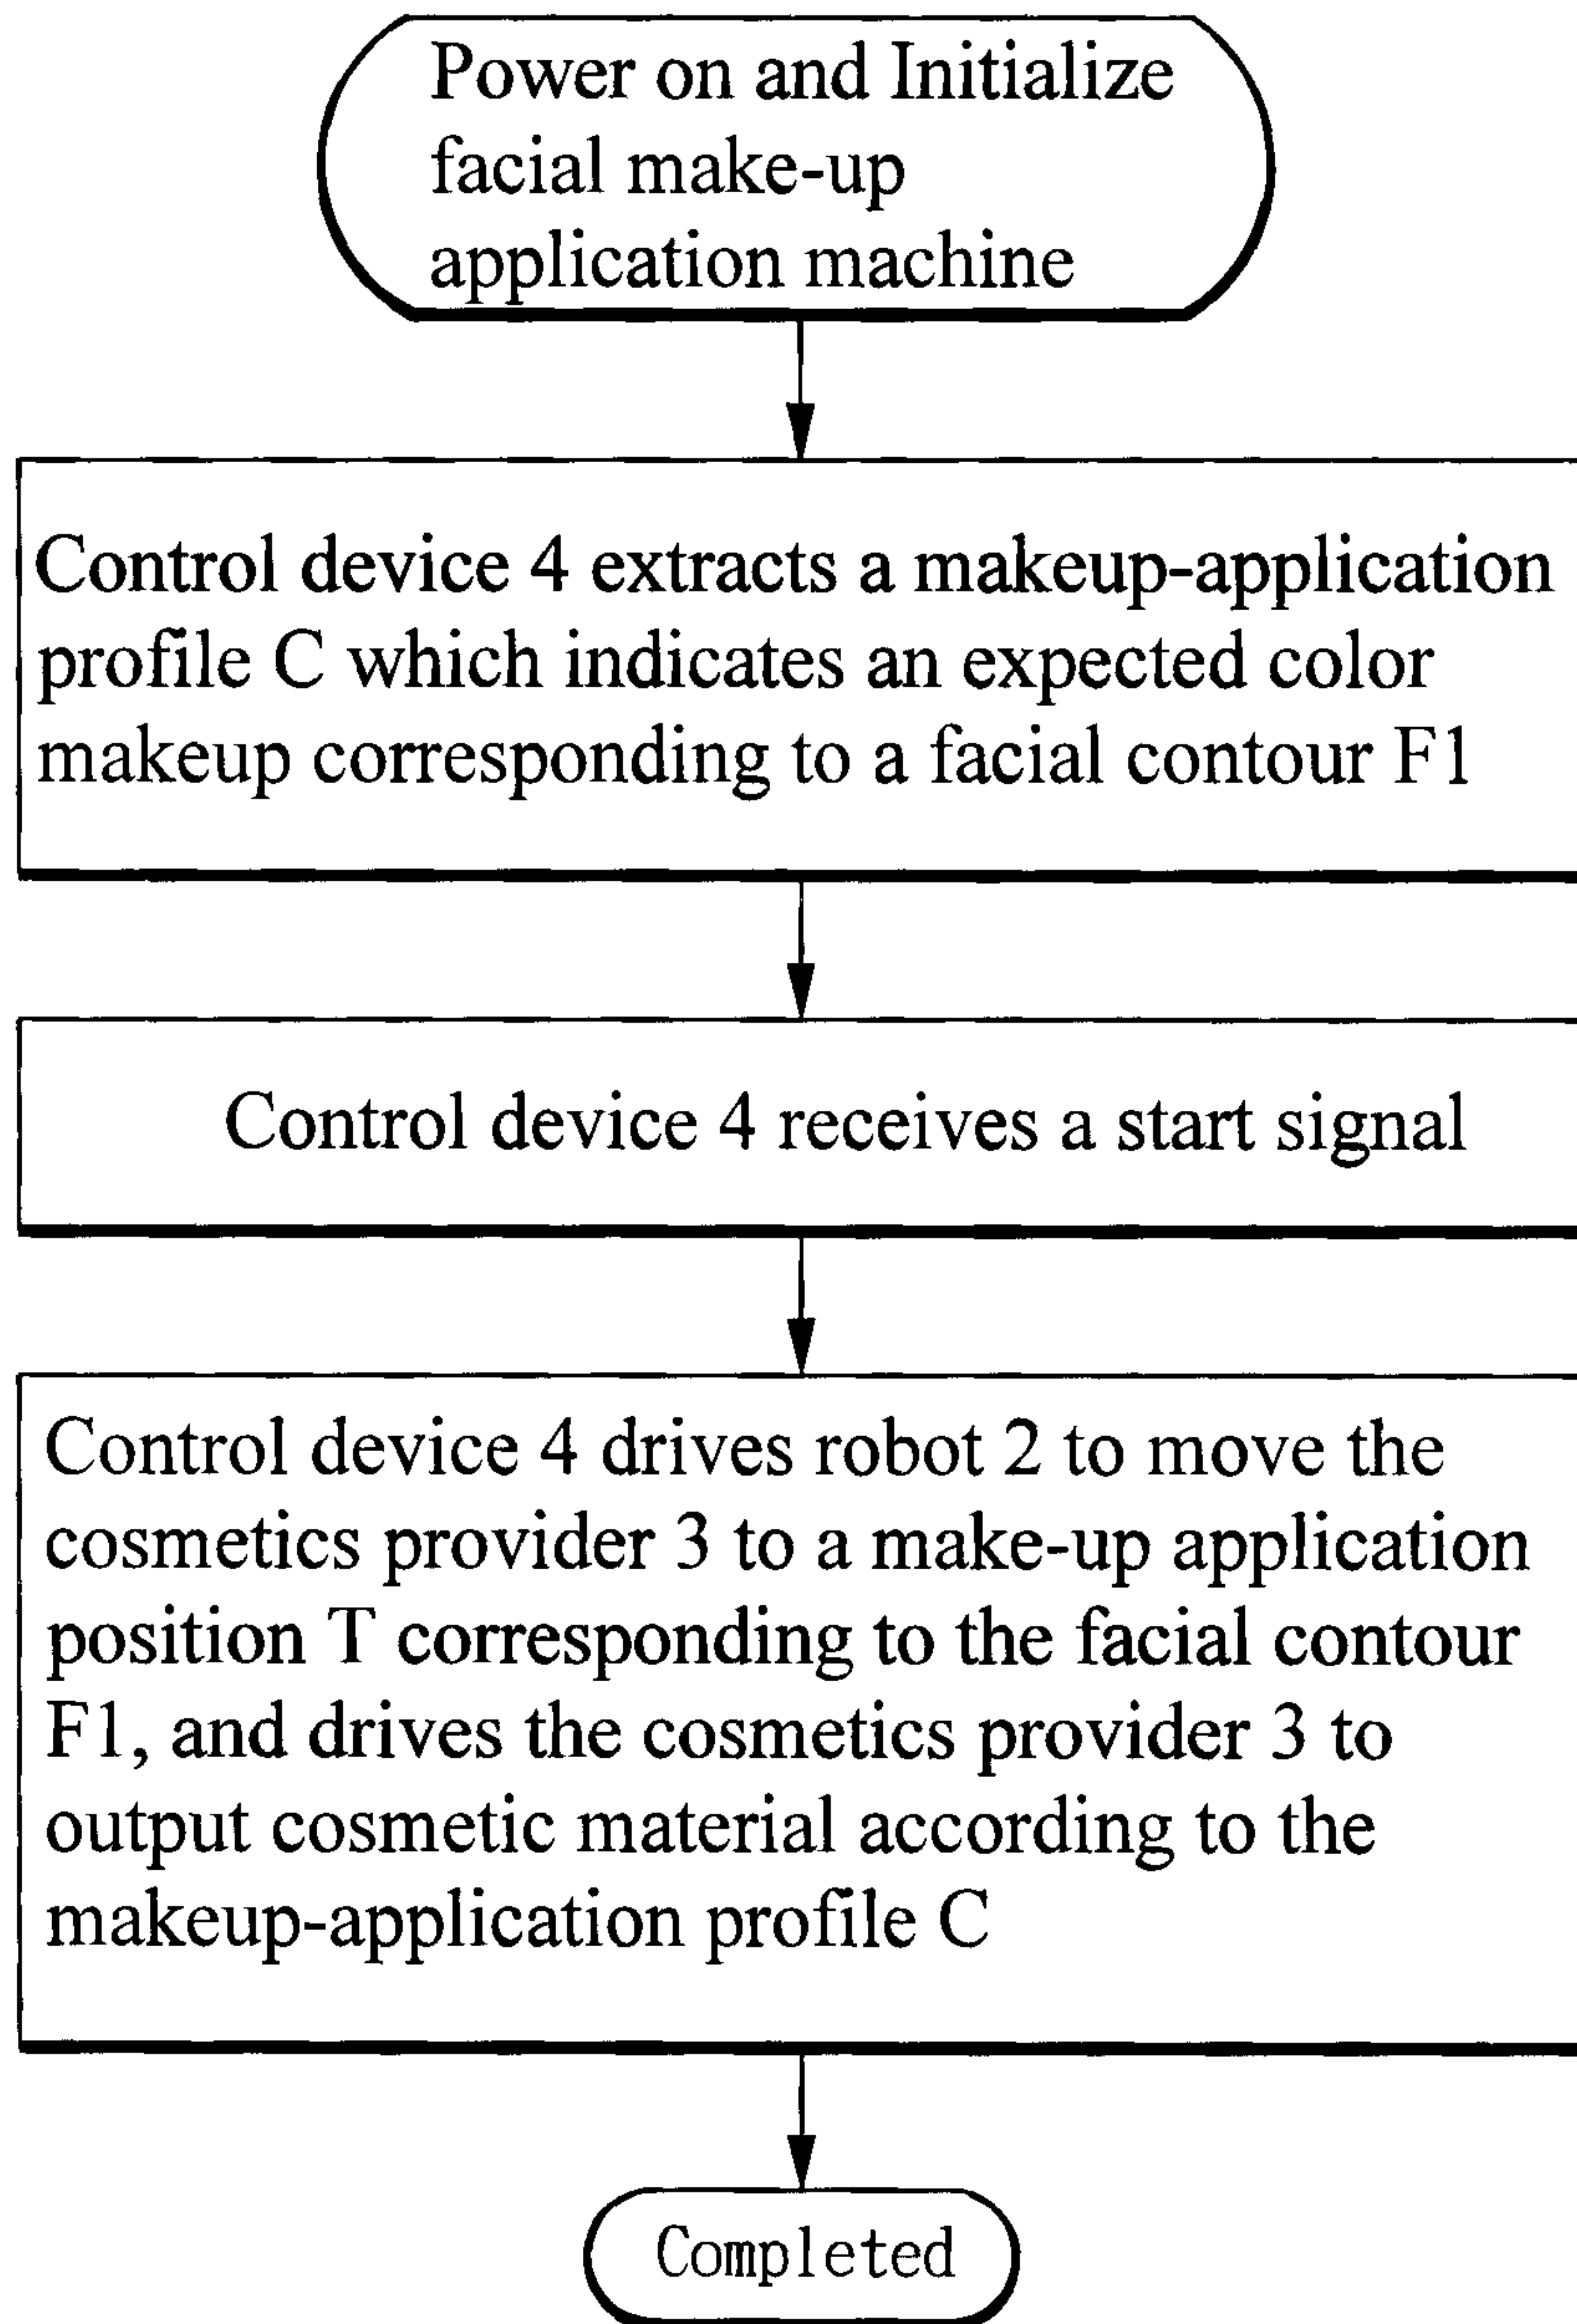 Power on and Initialize
facial make-up
application machine
Control device 4 extracts a makeup-application
profile C which indicates an expected color
makeup corresponding to a facial contour F1
Control device 4 receives a start signal
Control device 4 drives robot 2 to move the
cosmetics provider 3 to a make-up application
position T corresponding to the facial contour
F1, and drives the cosmetics provider 3 to
output cosmetic material according to the
makeup-application profile C
Completed